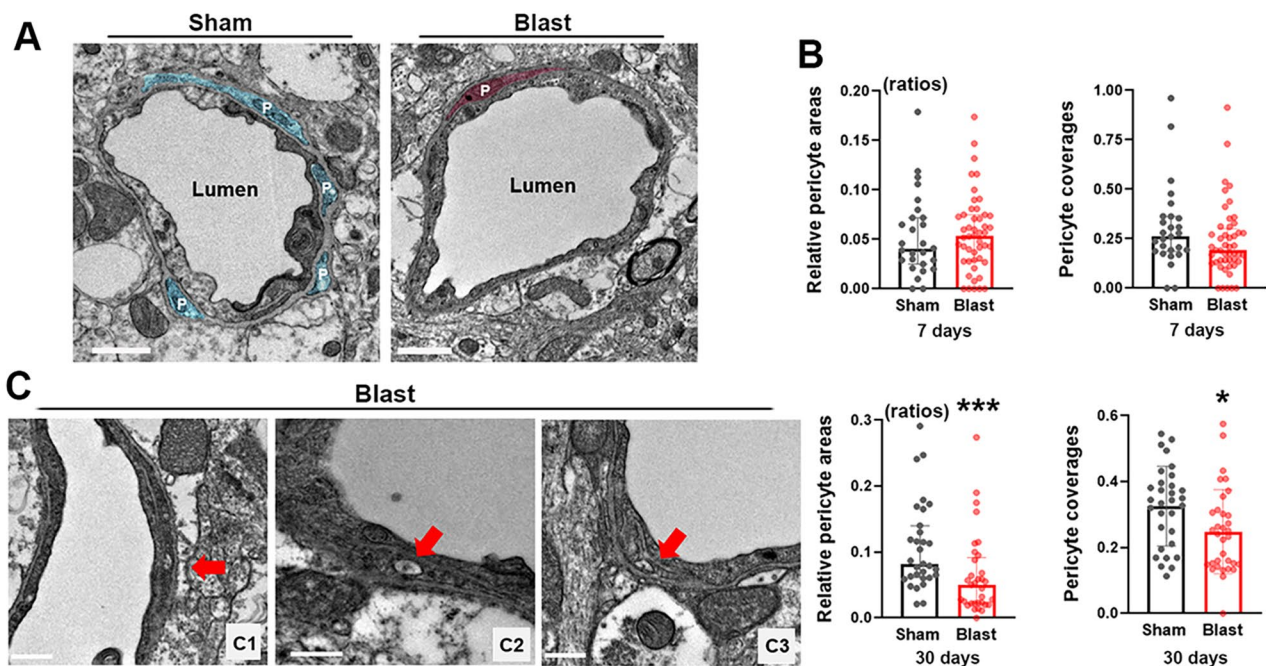 A
Sham
Blast
P
P
P
P
Lumen
P
Lumen
B
(ratios)
Relative pericyte areas
0.20
0.15
0.10
0.05
0.00
Sham Blast
7 days
Pericyte coverages
1.00
0.75
0.50
0.25
0.00
Sham Blast
7 days
C
Blast
C1
C2
C3
(ratios)
***
Relative pericyte areas
0.3
0.2
0.1
0.0
Sham Blast
30 days
*
Pericyte coverages
0.6
0.4
0.2
0.0
Sham Blast
30 days